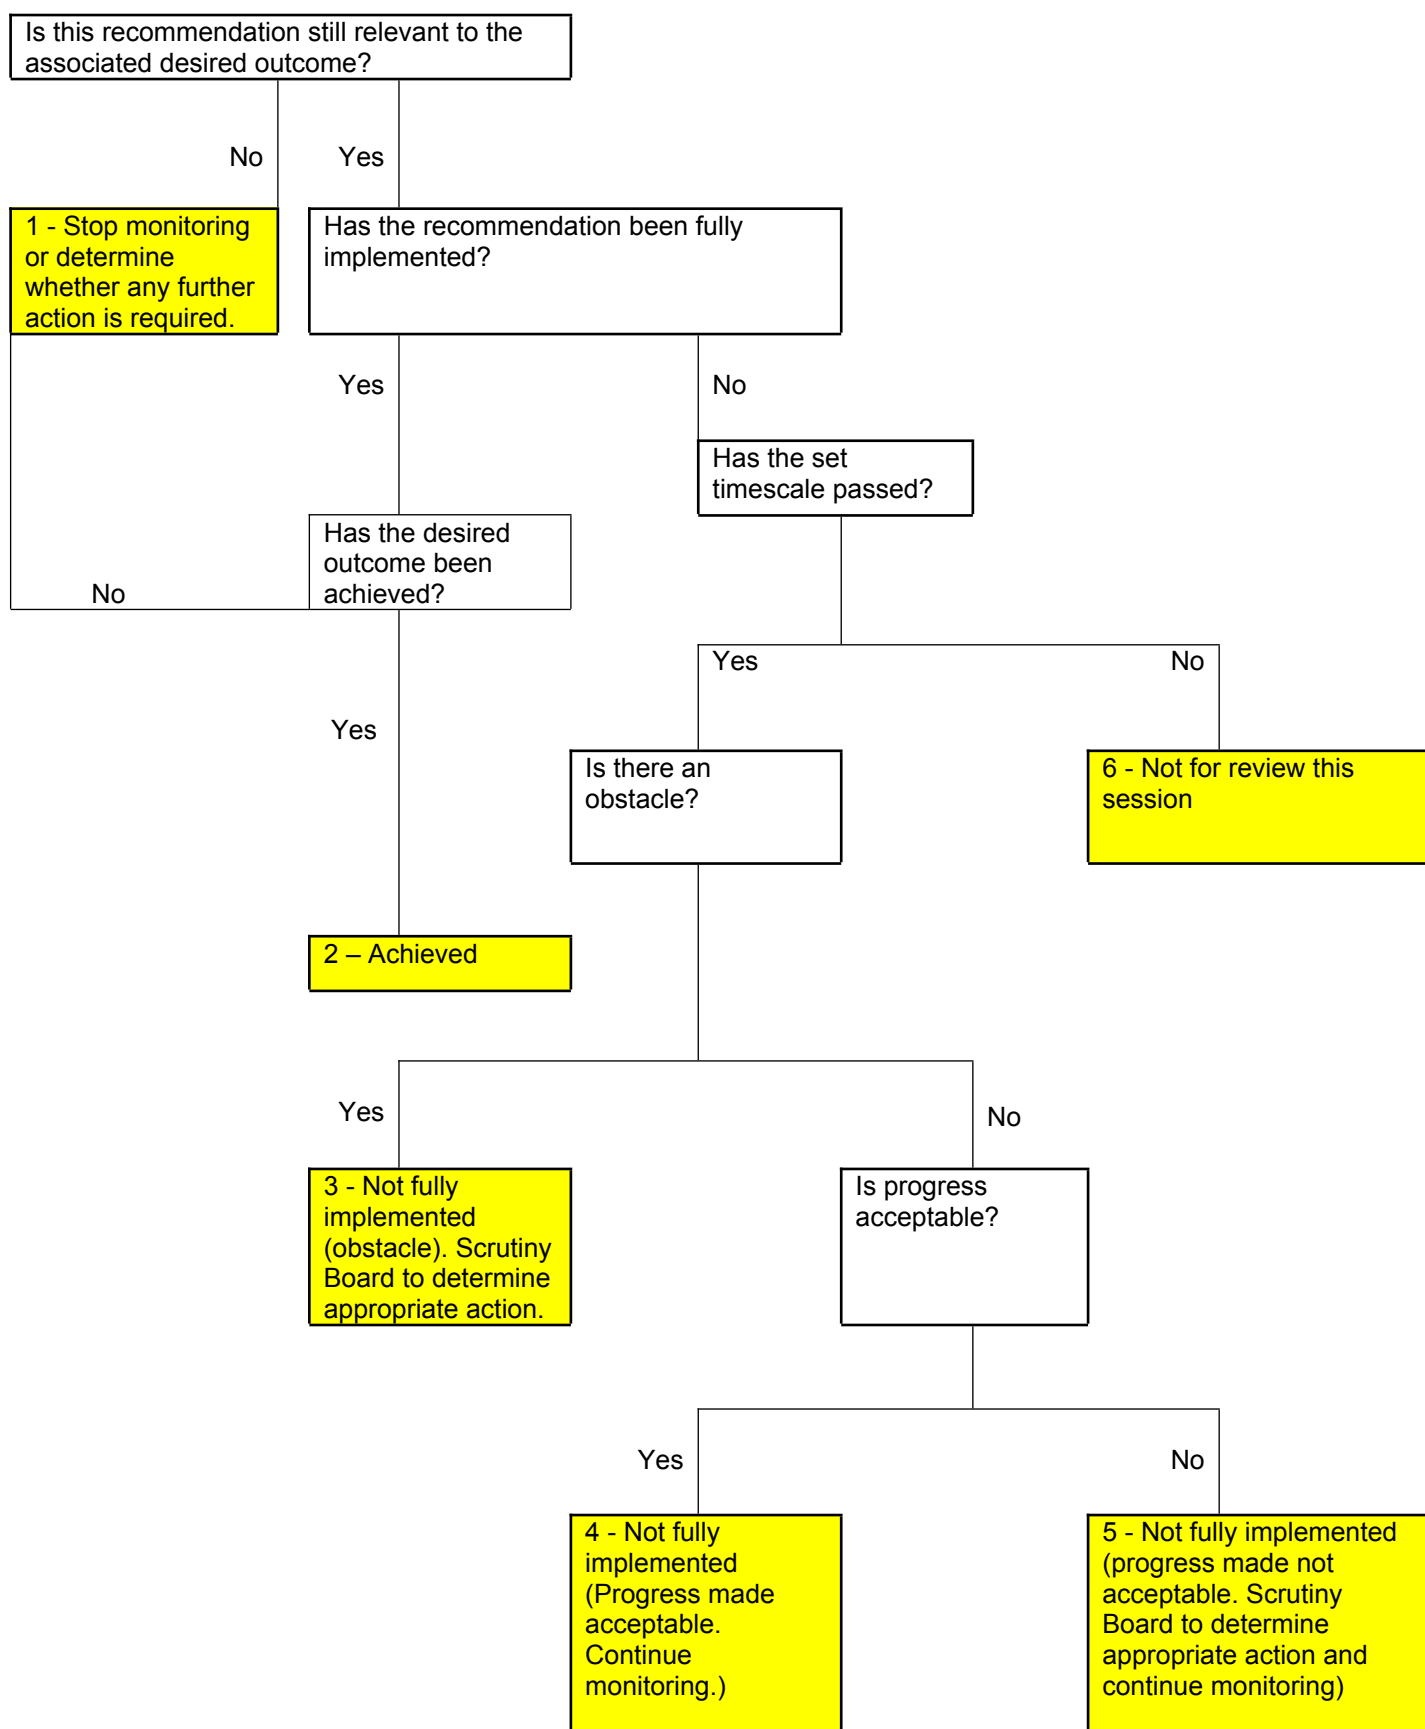 Is this recommendation still relevant to the
associated desired outcome?
No
Yes
1 - Stop monitoring
or determine
whether any further
action is required.
Has the recommendation been fully
implemented?
Yes
No
Has the set
timescale passed?
Has the desired
outcome been
achieved?
No
Yes
No
Yes
Is there an
obstacle?
6 - Not for review this
session
2 – Achieved
Yes
No
3 - Not fully
implemented
(obstacle). Scrutiny
Board to determine
appropriate action.
Is progress
acceptable?
Yes
No
4 - Not fully
implemented
(Progress made
acceptable.
Continue
monitoring.)
5 - Not fully implemented
(progress made not
acceptable. Scrutiny
Board to determine
appropriate action and
continue monitoring)